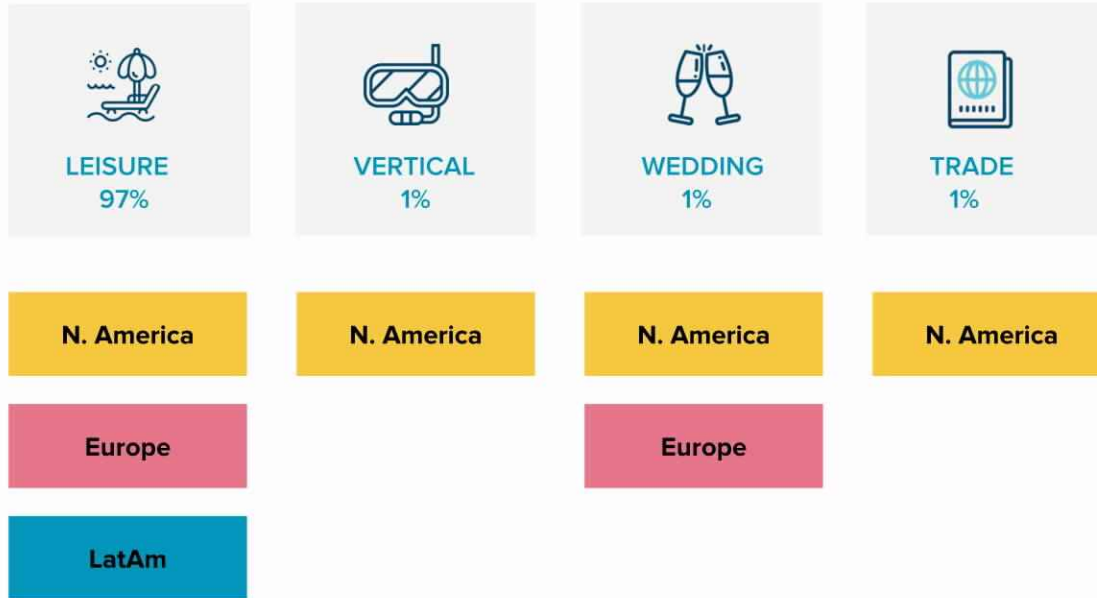 LEISURE
97%
VERTICAL
1%
WEDDING
1%
TRADE
1%
N. America
N. America
N. America
N. America
Europe
Europe
LatAm